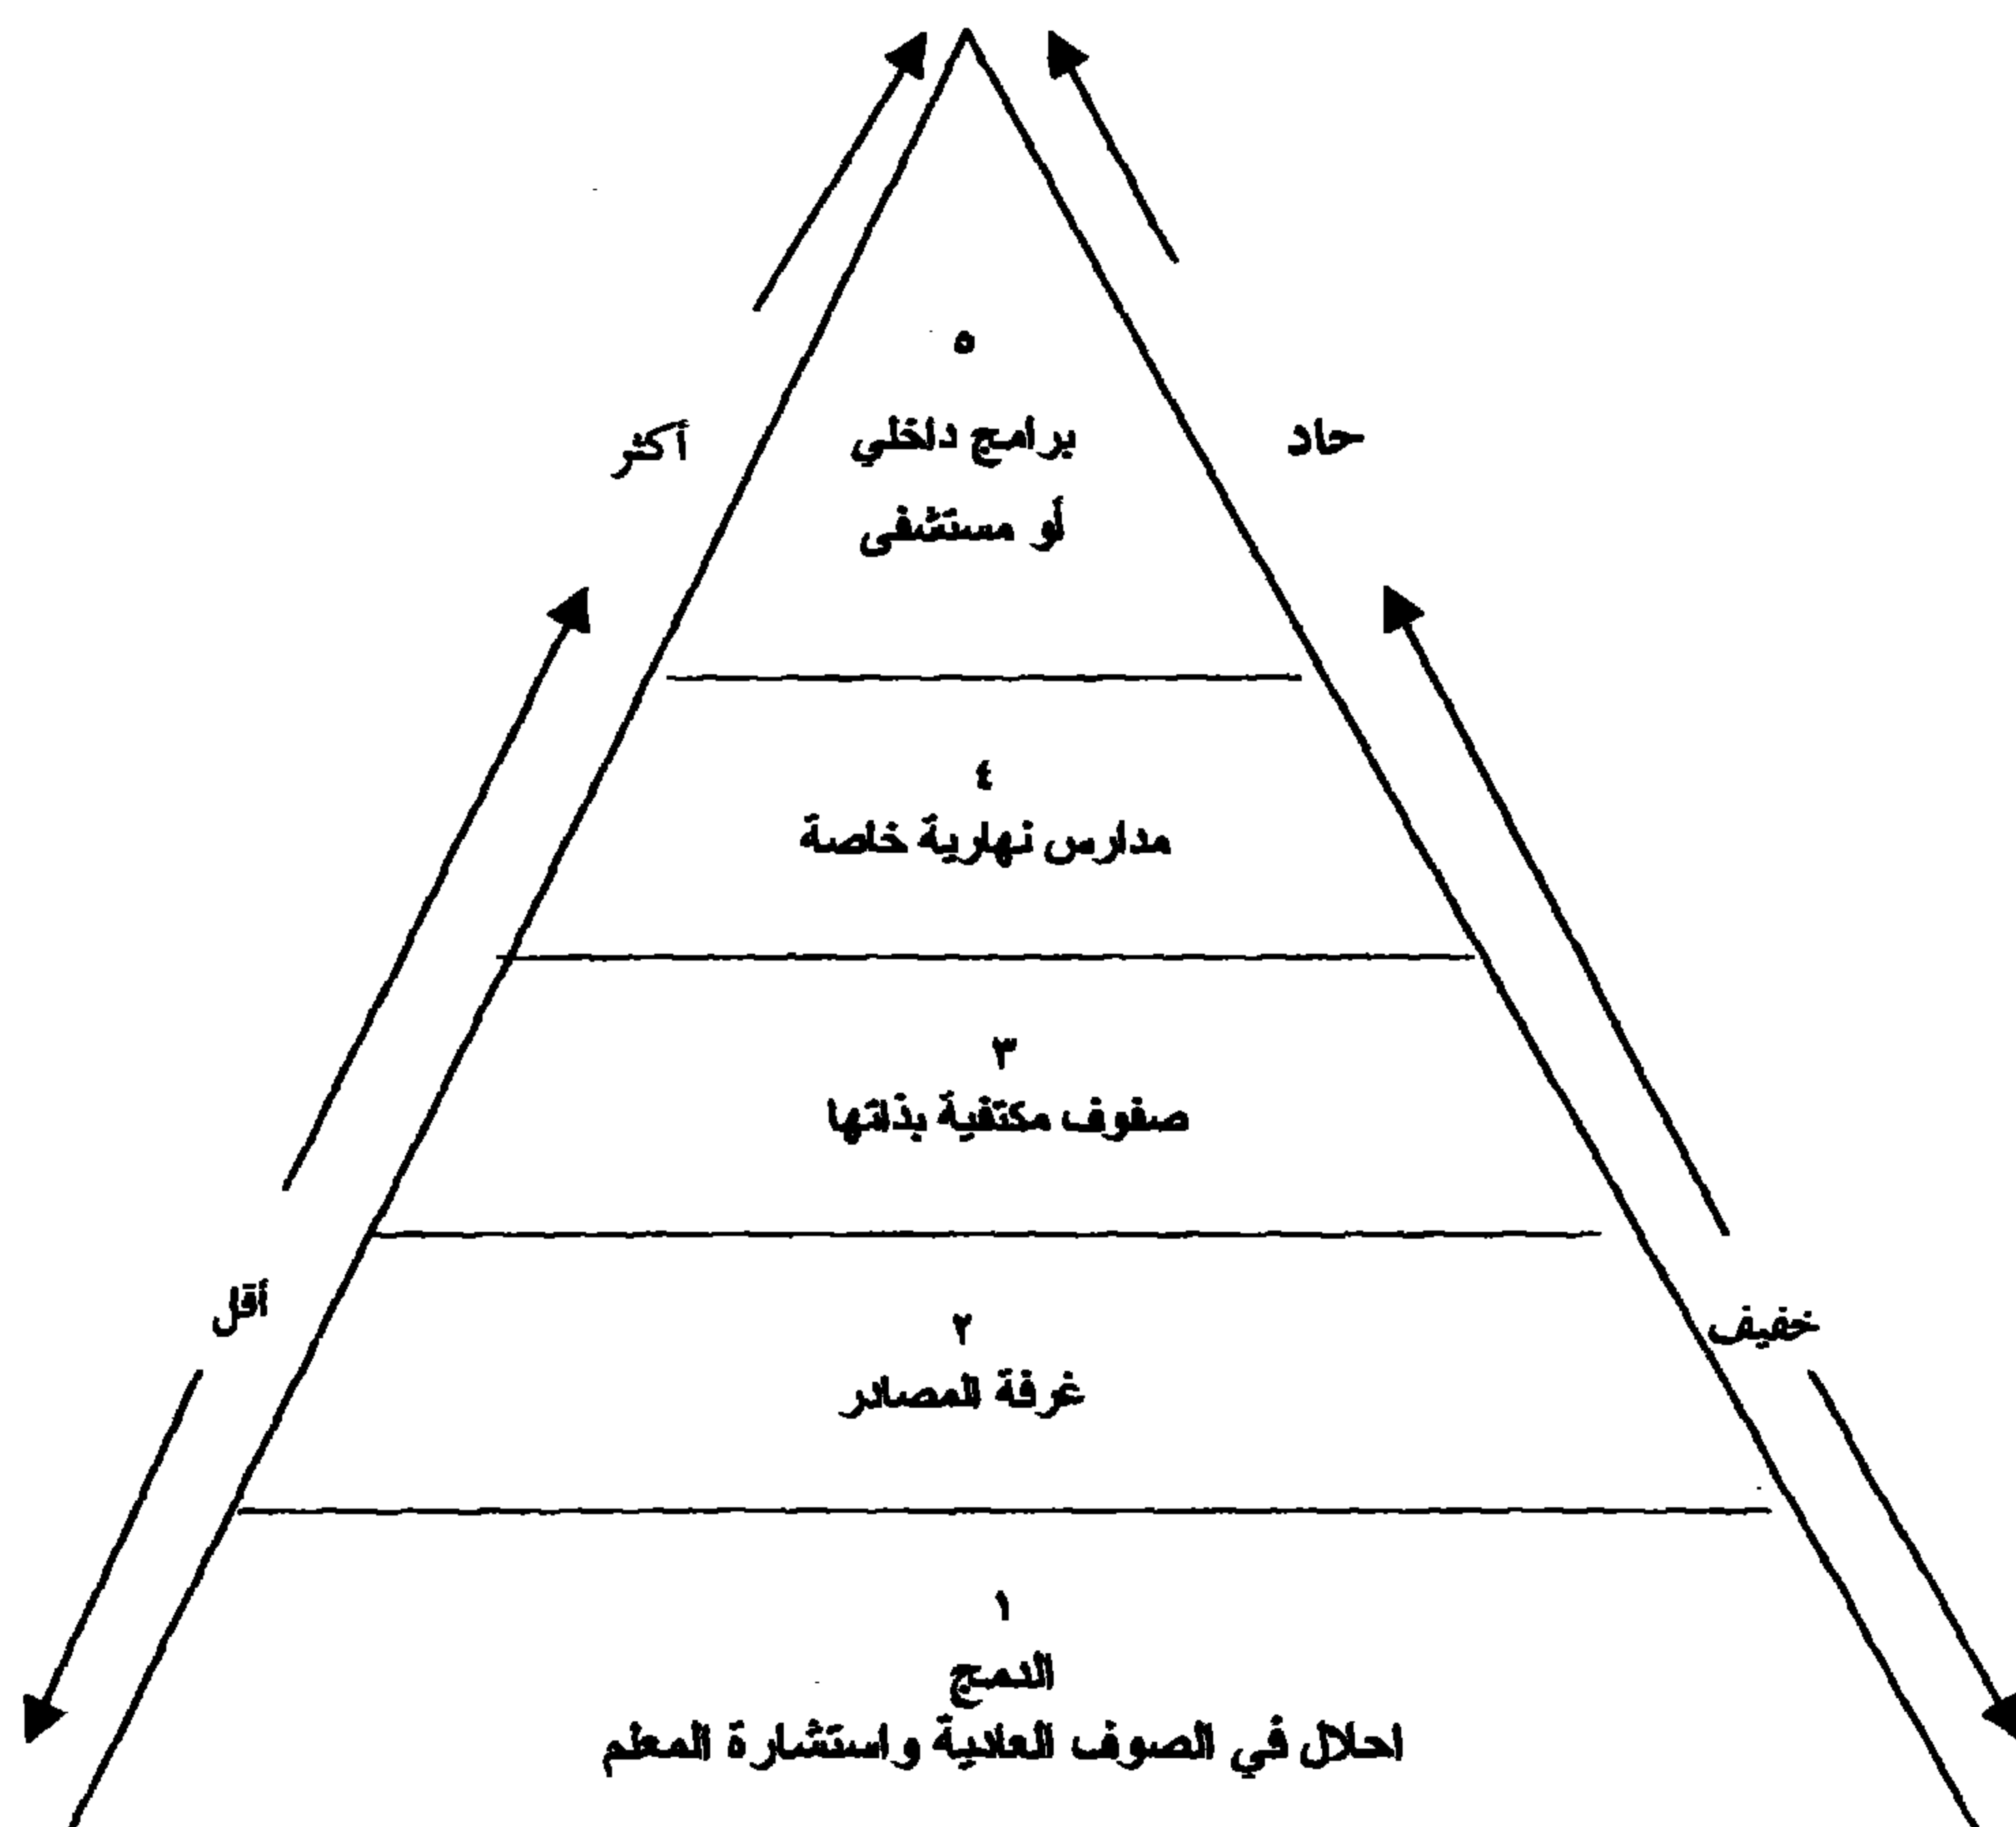 ٥
حاد
برامج داخلي
أكثر
أو مستشفى
٤
مدارس نهارية خاصة
٣
صفوف مكتفية بذاتها
أقل
خفيف
٢
غرفة المصادر
١
الدمج
احلال في الصوف العادية واستشارة المعلم